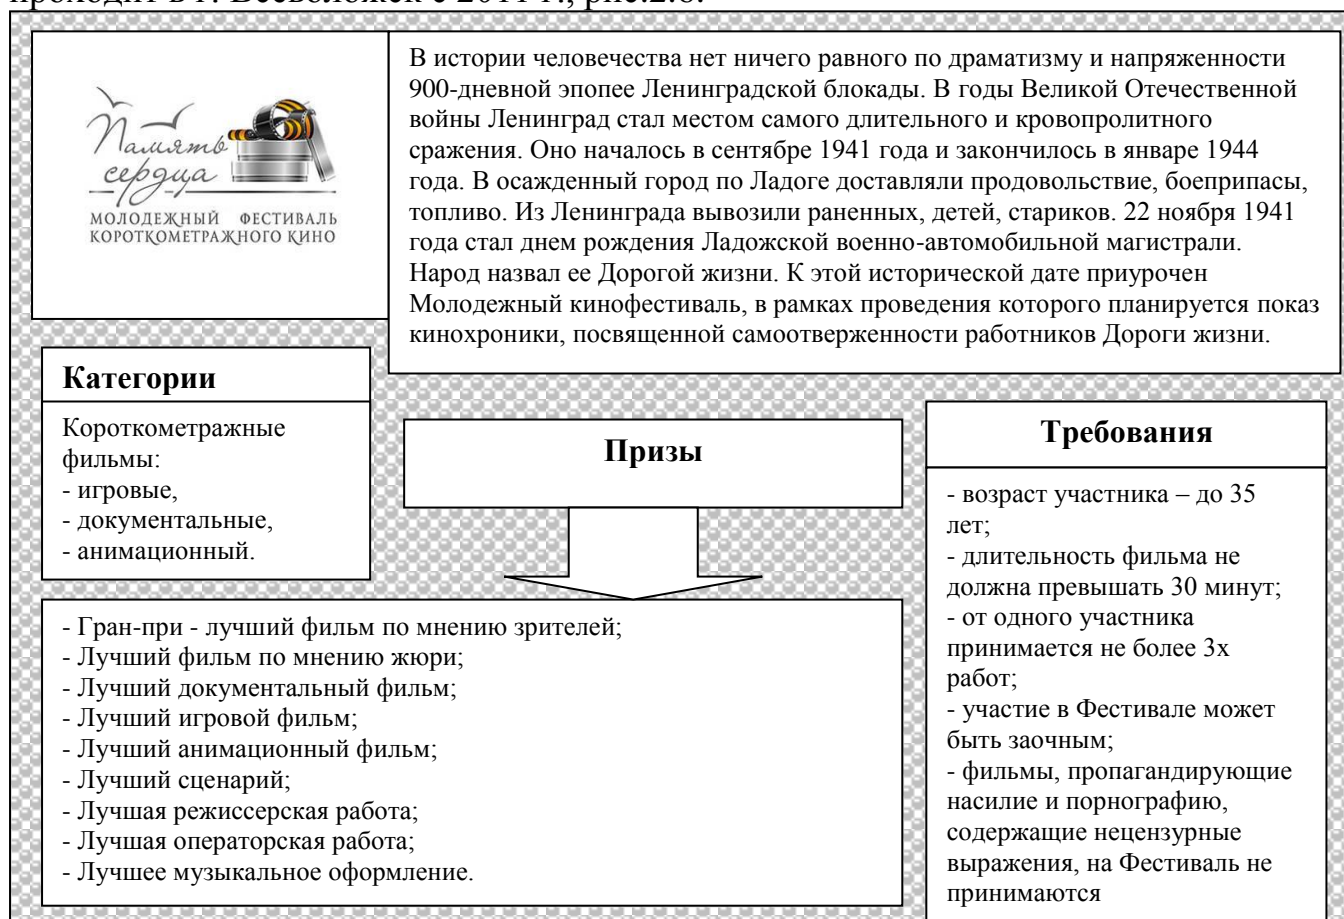 проходит в г. Всеволожск с 2011 г., рис.2.8.
Память
сердца
МОЛОДЕЖНЫЙ ФЕСТИВАЛЬ
КОРОТКОМЕТРАЖНОГО КИНО
В истории человечества нет ничего равного по драматизму и напряженности
900-дневной эпопее Ленинградской блокады. В годы Великой Отечественной
войны Ленинград стал местом самого длительного и кровопролитного
сражения. Оно началось в сентябре 1941 года и закончилось в январе 1944
года. В осажденный город по Ладоге доставляли продовольствие, боеприпасы,
топливо. Из Ленинграда вывозили раненных, детей, стариков. 22 ноября 1941
года стал днем рождения Ладожской военно-автомобильной магистрали.
Народ назвал ее Дорогой жизни. К этой исторической дате приурочен
Молодежный кинофестиваль, в рамках проведения которого планируется показ
кинохроники, посвященной самоотверженности работников Дороги жизни.
Категории
Короткометражные
фильмы:
- игровые,
- документальные,
- анимационный.
Призы
- Гран-при - лучший фильм по мнению зрителей;
- Лучший фильм по мнению жюри;
- Лучший документальный фильм;
- Лучший игровой фильм;
- Лучший анимационный фильм;
- Лучший сценарий;
- Лучшая режиссерская работа;
- Лучшая операторская работа;
- Лучшее музыкальное оформление.
Требования
- возраст участника – до 35
лет;
- длительность фильма не
должна превышать 30 минут;
- от одного участника
принимается не более 3х
работ;
- участие в Фестивале может
быть заочным;
- фильмы, пропагандирующие
насилие и порнографию,
содержащие нецензурные
выражения, на Фестиваль не
принимаются